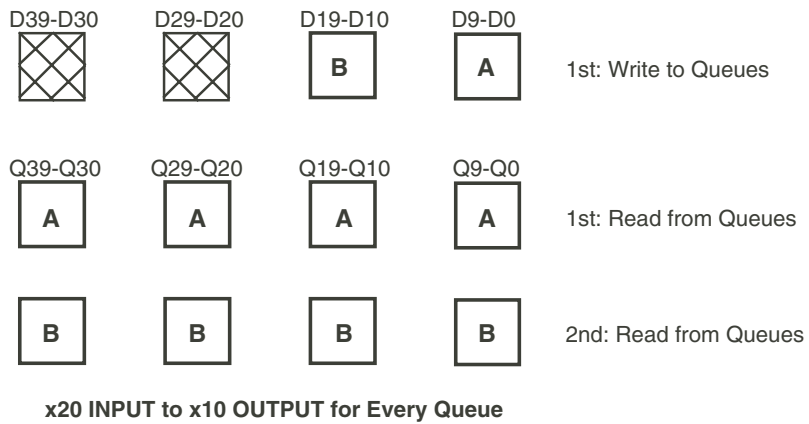 D39-D30 D29-D20 D19-D10 D9-D0
B A 1st: Write to Queues
Q39-Q30 Q29-Q20 Q19-Q10 Q9-Q0
A A A A 1st: Read from Queues
B B B B 2nd: Read from Queues
x20 INPUT to x10 OUTPUT for Every Queue